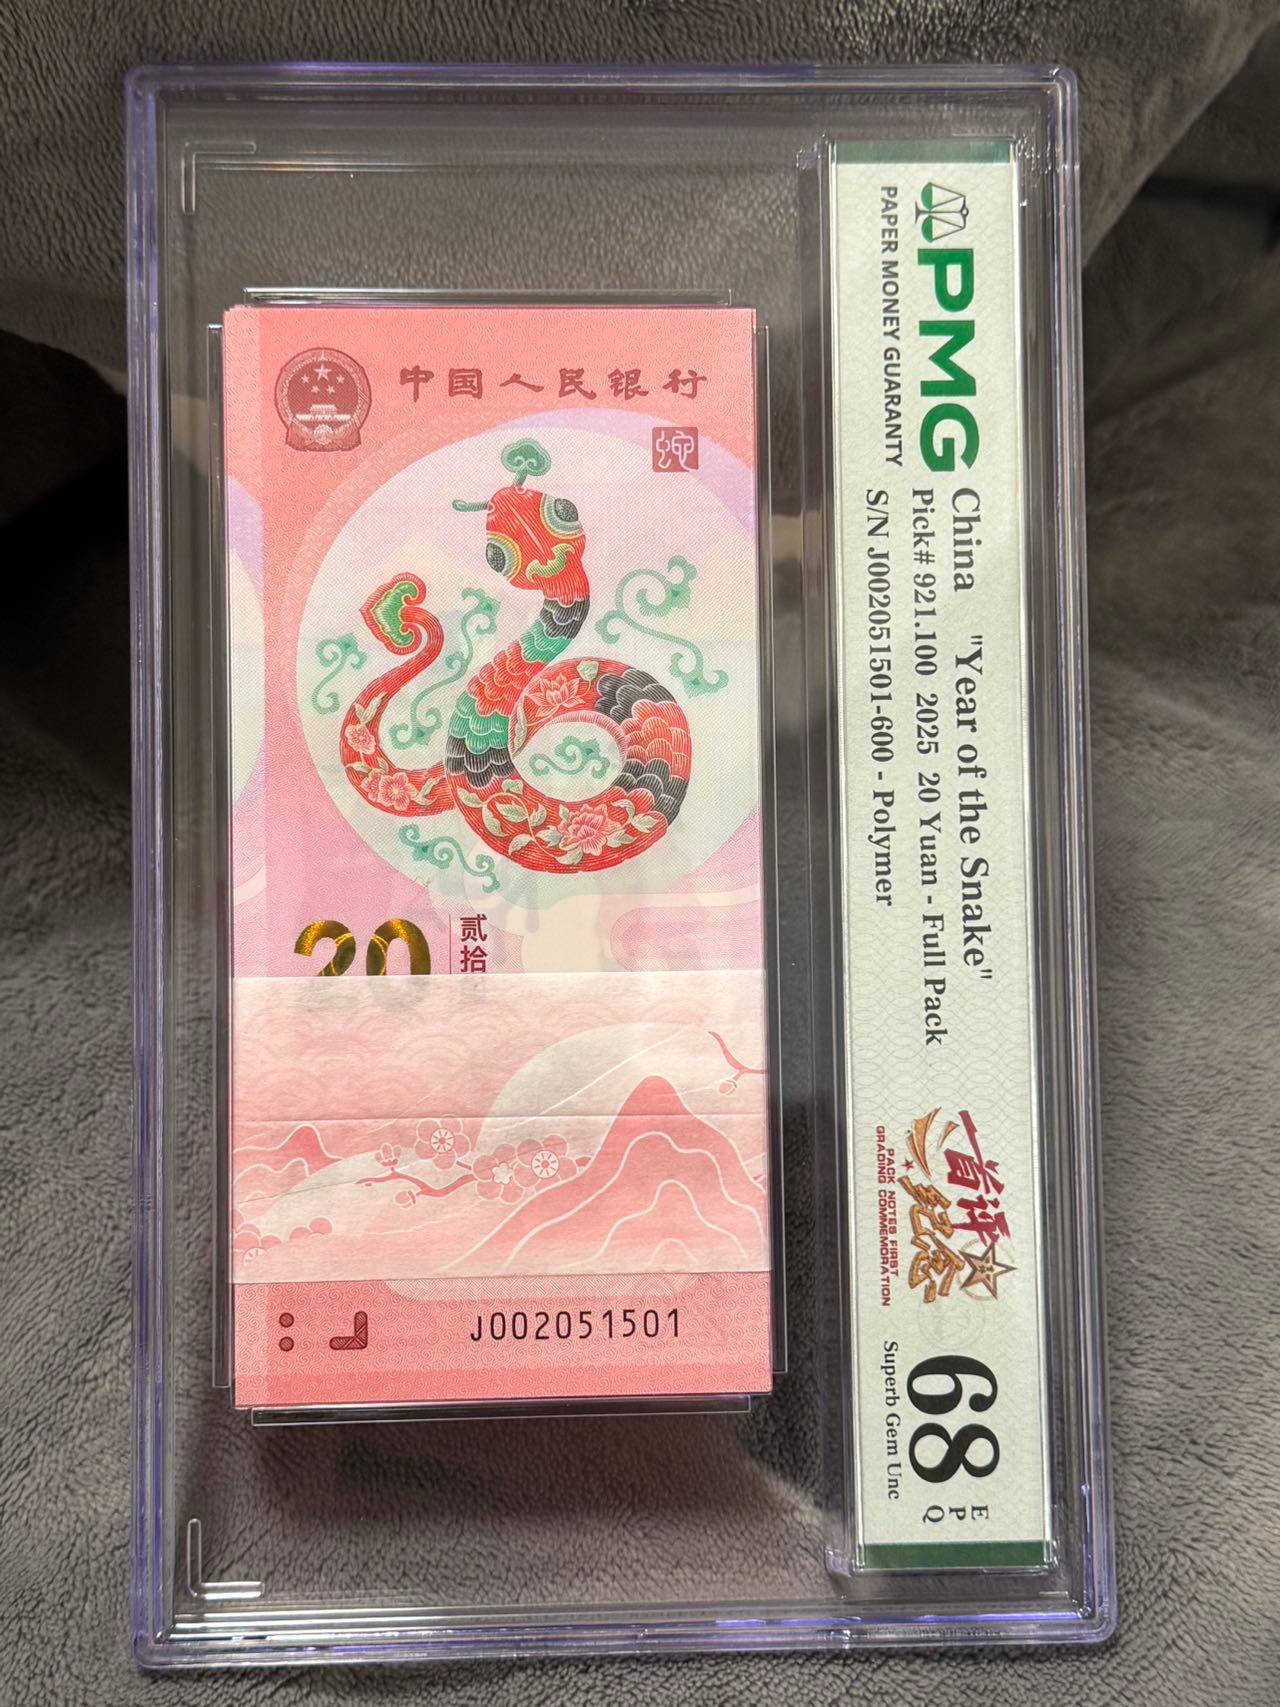 中国人民银行
蛇
20
贰拾
J002051501
PMG
PAPER MONEY GUARANTY
China "Year of the Snake"
Pick# 921.100 2025 20 Yuan - Full Pack
S/N J002051501-600 - Polymer
首评
纪念
PACK NOTES FIRST
GRADING COMMEMORATION
68
EPQ
Superb Gem Unc